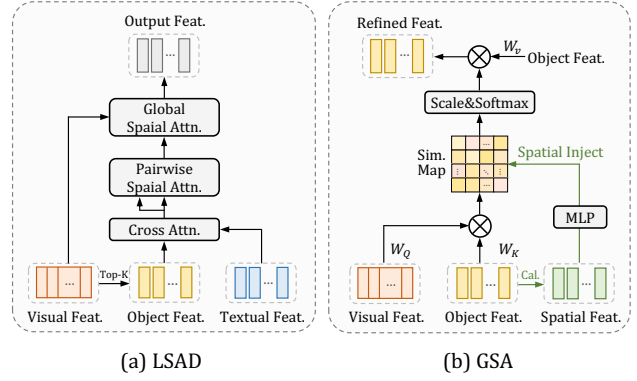 Output Feat.
...
Global
Spaial Attn.
Pairwise
Spaial Attn.
Cross Attn.
Top-K
...
...
...
Visual Feat.
Object Feat.
Textual Feat.
(a) LSAD
Refined Feat.
...
W_v
Object Feat.
Scale&Softmax
Sim.
Map
Spatial Inject
MLP
W_Q
W_K
...
...
Cal.
...
Visual Feat.
Object Feat.
Spatial Feat.
(b) GSA